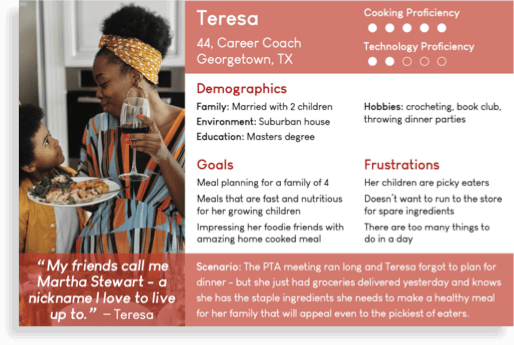 Teresa
44, Career Coach
Georgetown, TX
Cooking Proficiency
Technology Proficiency
Demographics
Family: Married with 2 children
Environment: Suburban house
Education: Masters degree
Hobbies: crocheting, book club,
throwing dinner parties
Goals
Meal planning for a family of 4
Meals that are fast and nutritious
for her growing children
Impressing her foodie friends with
amazing home cooked meal
Frustrations
Her children are picky eaters
Doesn't want to run to the store
for spare ingredients
There are too many things to
do in a day
"My friends call me
Martha Stewart - a
nickname I love to live
up to." – Teresa
Scenario: The PTA meeting ran long and Teresa forgot to plan for
dinner - but she just had groceries delivered yesterday and knows
she has the staple ingredients she needs to make a healthy meal
for her family that will appeal even to the pickiest of eaters.